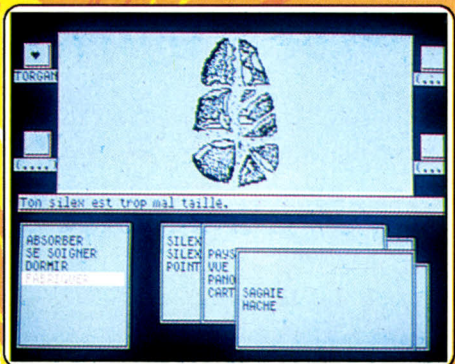 TORGAN
(....)
(...
(...
Ton silex est trop mal taillé.
ABSORBER
SE SOIGNER
DORMIR
FABRIQUER
SILEX
SILEX
POINT
PAYS
VUE
PANO
CART
SAGAIE
HACHE